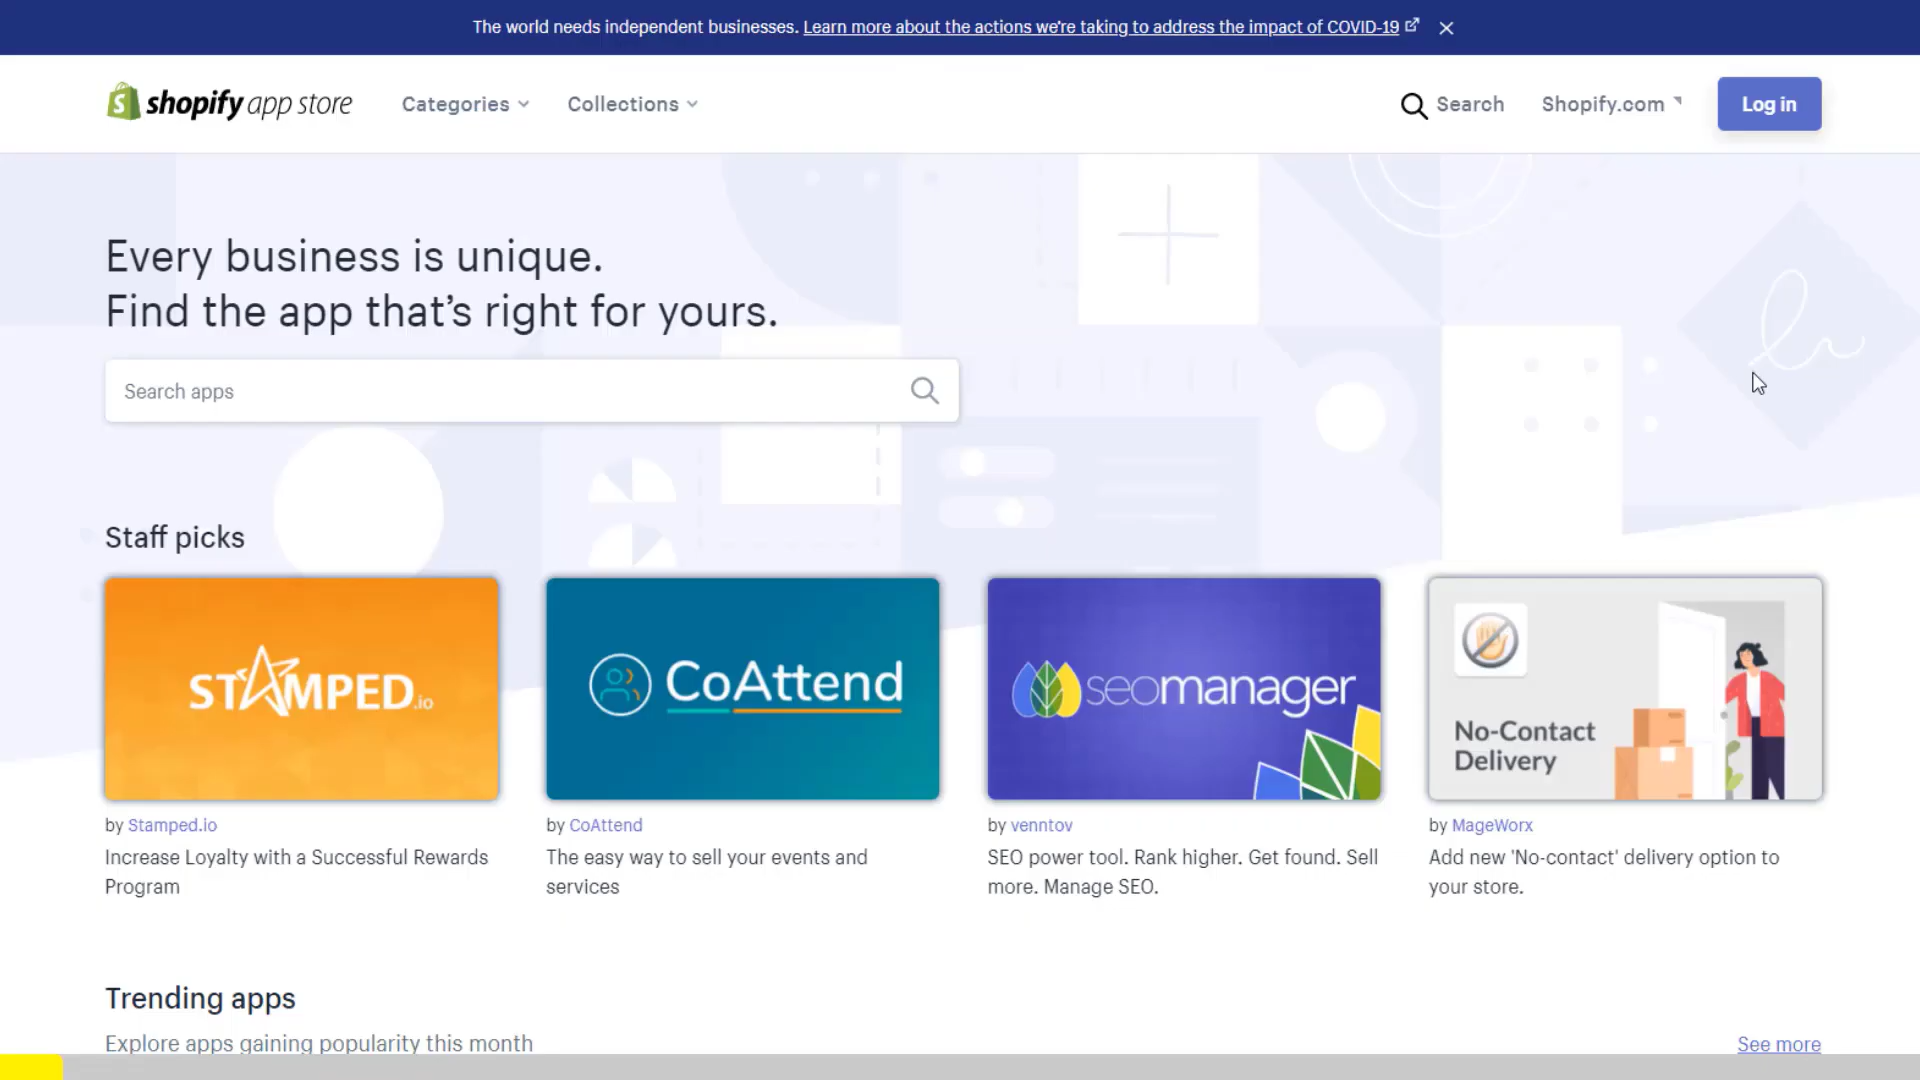 The world needs independent businesses. Learn more about the actions we're taking to address the impact of COVID-19
shopify app store
Categories
Collections
Search
Shopify.com
Log in
Every business is unique.
Find the app that's right for yours.
Search apps
Staff picks
STAMPED.io
CoAttend
seomanager
No-Contact
Delivery
by Stamped.io
Increase Loyalty with a Successful Rewards
Program
by CoAttend
The easy way to sell your events and
services
by venntov
SEO power tool. Rank higher. Get found. Sell
more. Manage SEO.
by MageWorx
Add new 'No-contact' delivery option to
your store.
Trending apps
Explore apps gaining popularity this month
See more